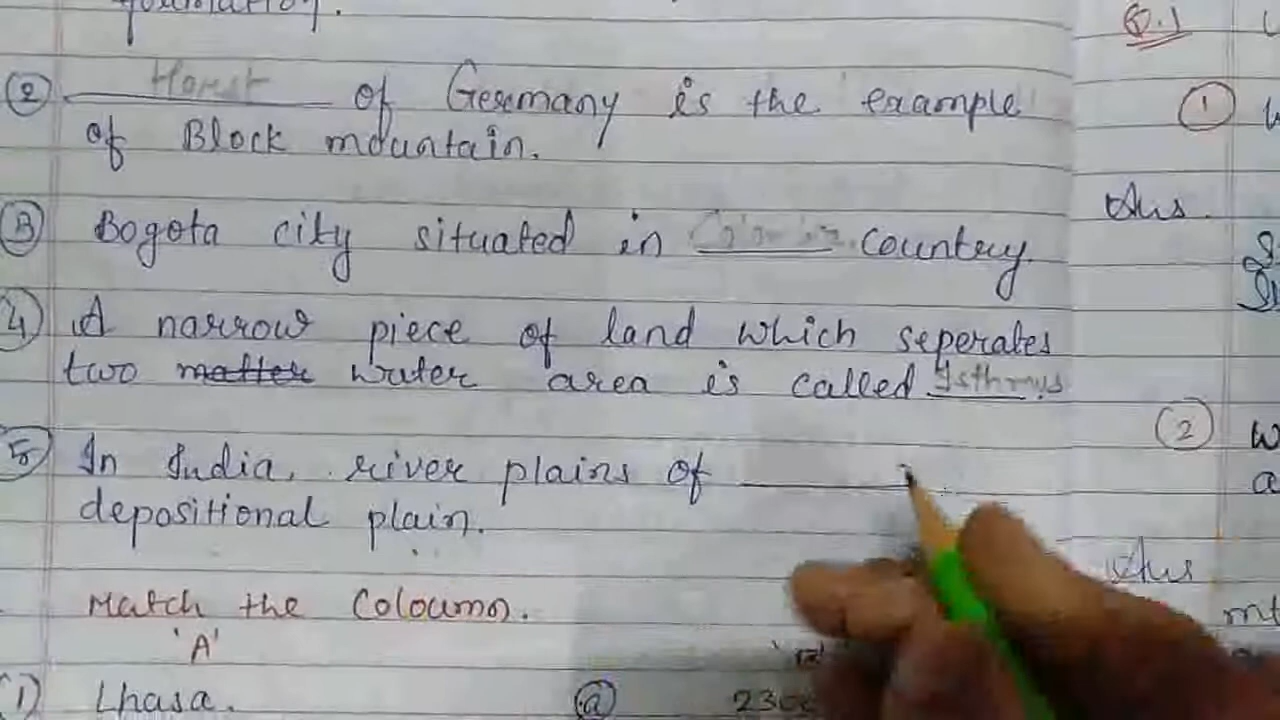 ② Horst of Germany is the example
of Block mountain.
③ Bogota city situated in country.
④ A narrow piece of land which seperates
two matter water area is called Isthmus
⑤ In India, river plains of
depositional plain.
Match the Coloumn.
'A'
① Lhasa. ⓐ
Q.1
①
Ans.
②
Ans